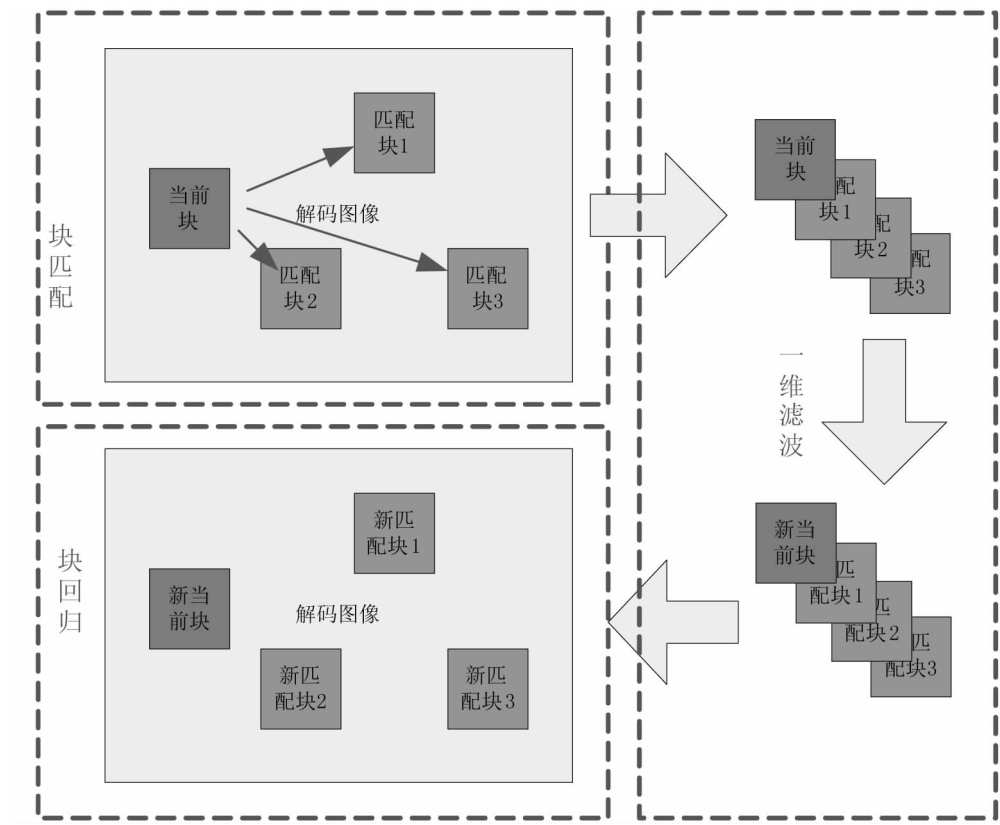 块
匹
配
当前
块
匹配
块1
解码图像
匹配
块2
匹配
块3
当前
块
配
块1
配
块2
配
块3
一
维
滤
波
新当
前块
匹
配块1
匹
配块2
匹
配块3
块
回
归
新当
前块
新匹
配块1
解码图像
新匹
配块2
新匹
配块3